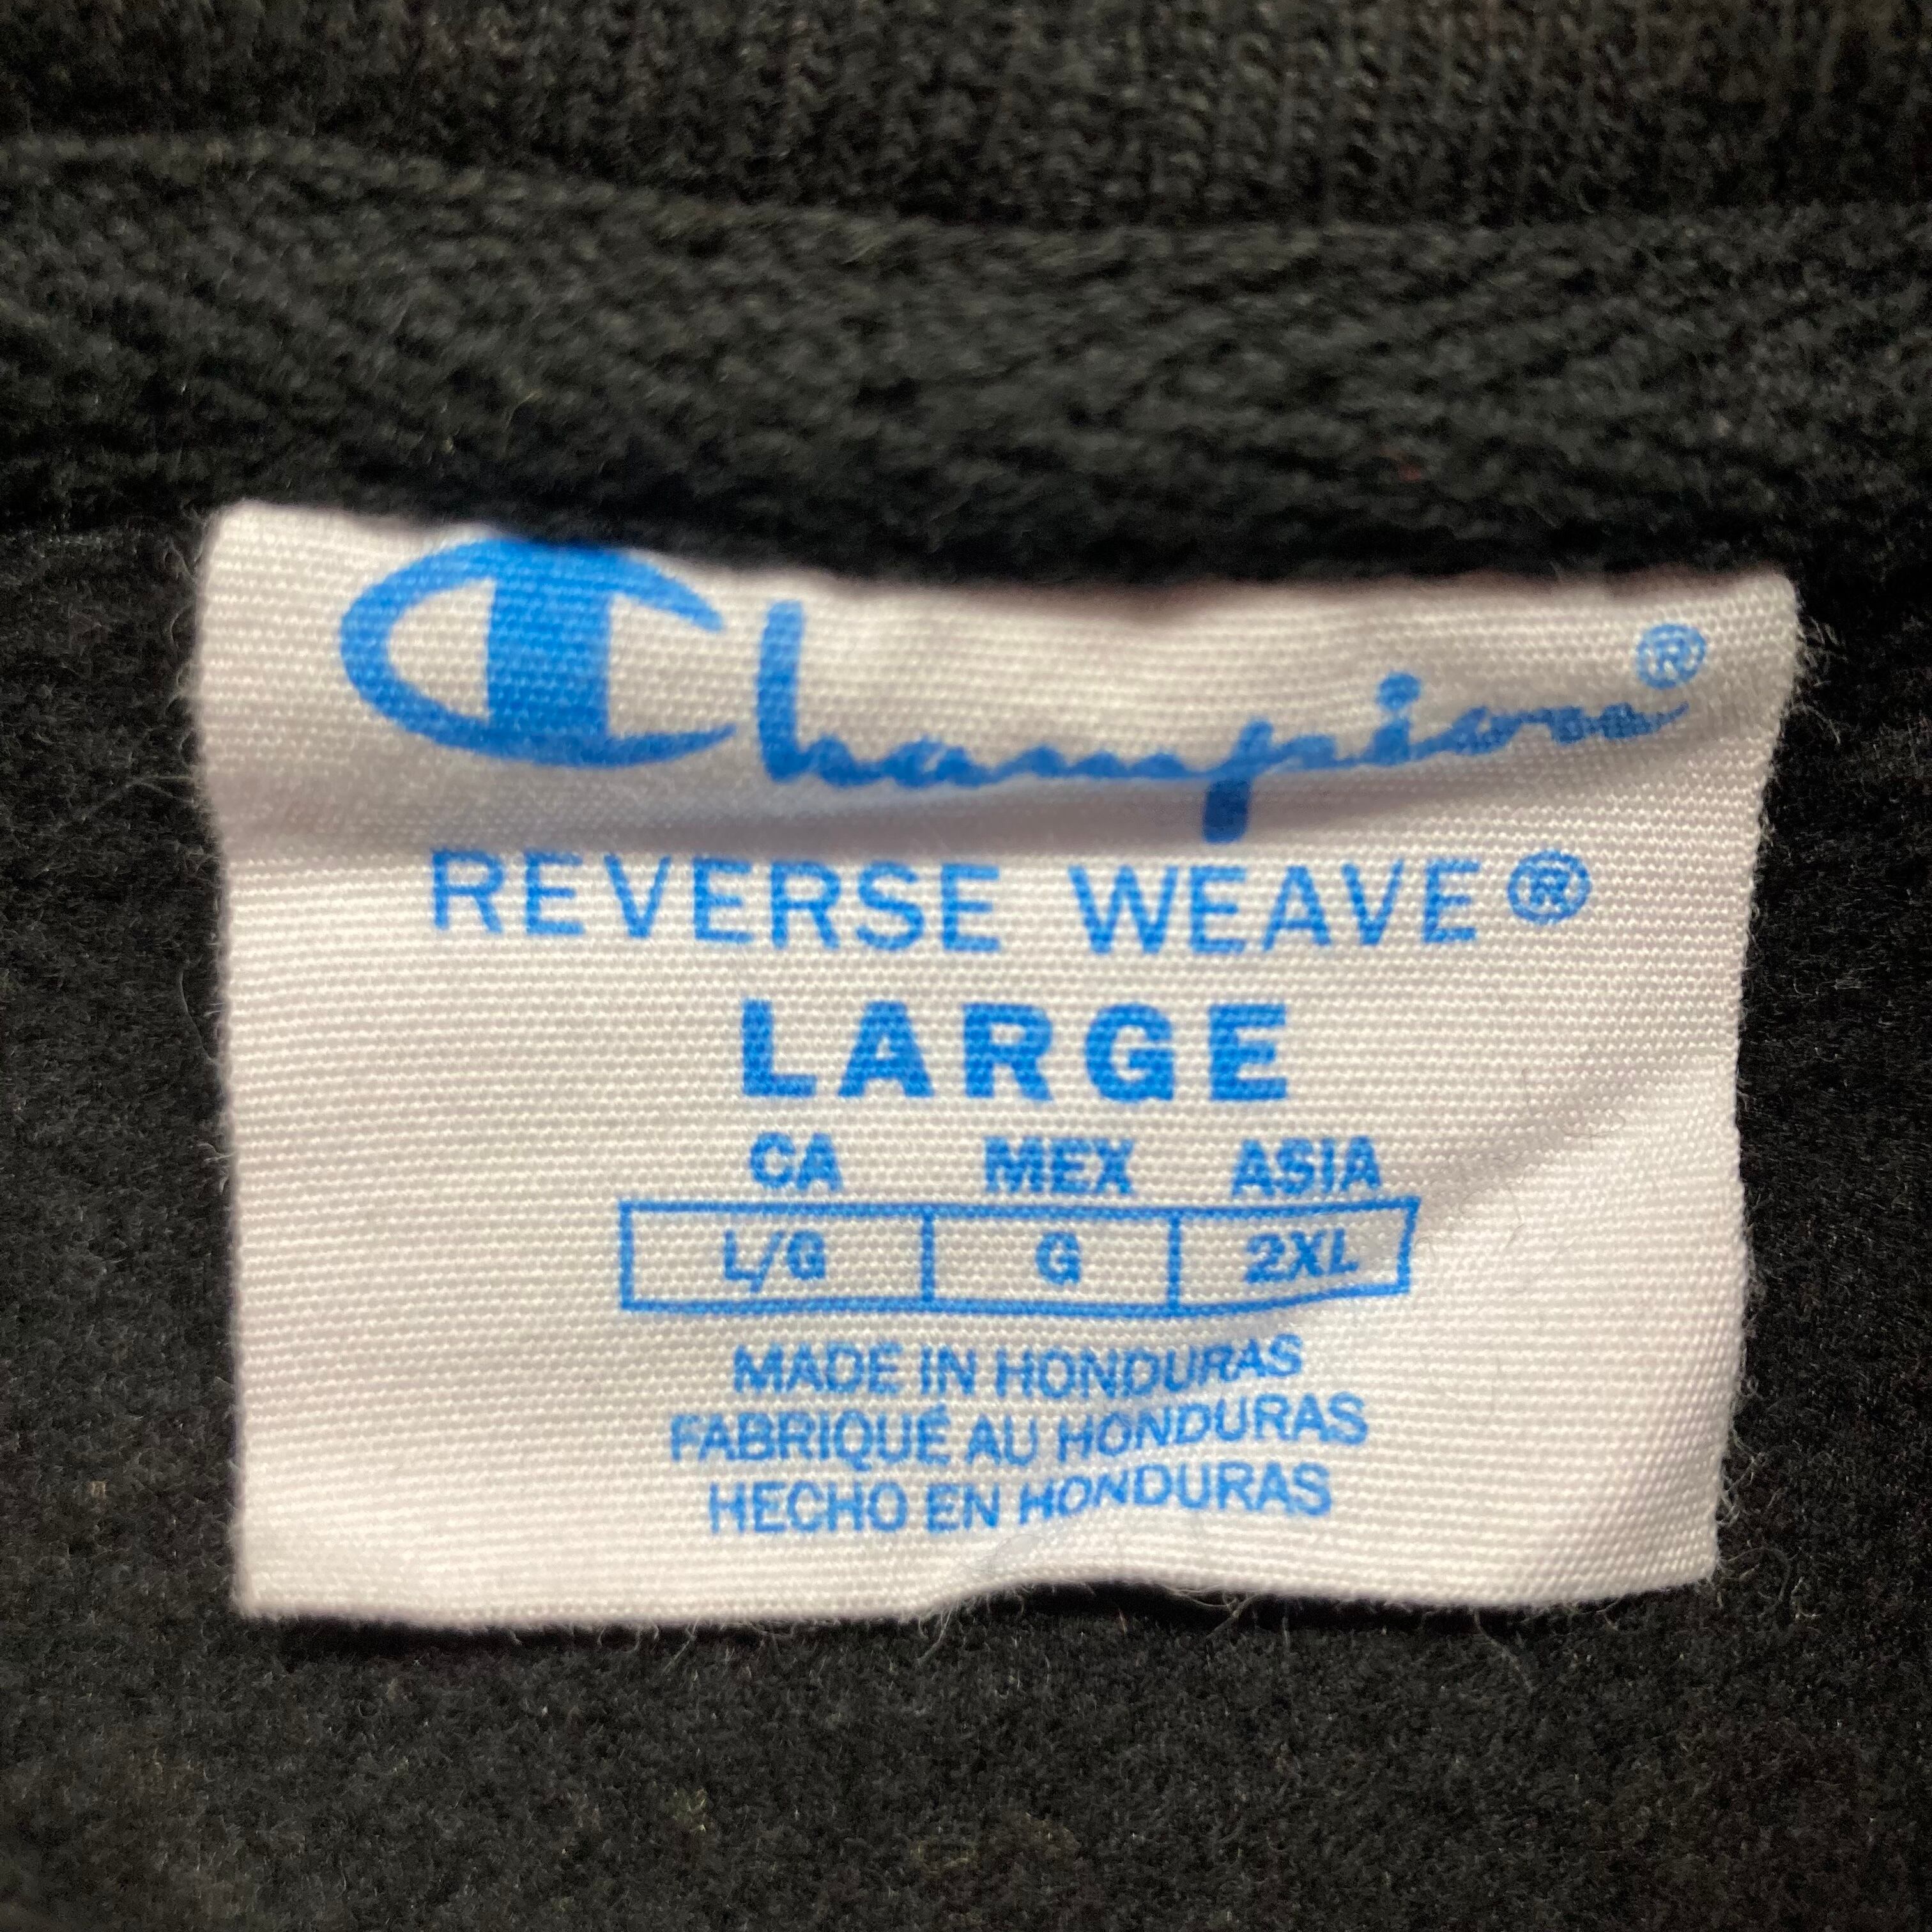 Champion®
REVERSE WEAVE®
LARGE
CA MEX ASIA
L/G G 2XL
MADE IN HONDURAS
FABRIQUÉ AU HONDURAS
HECHO EN HONDURAS